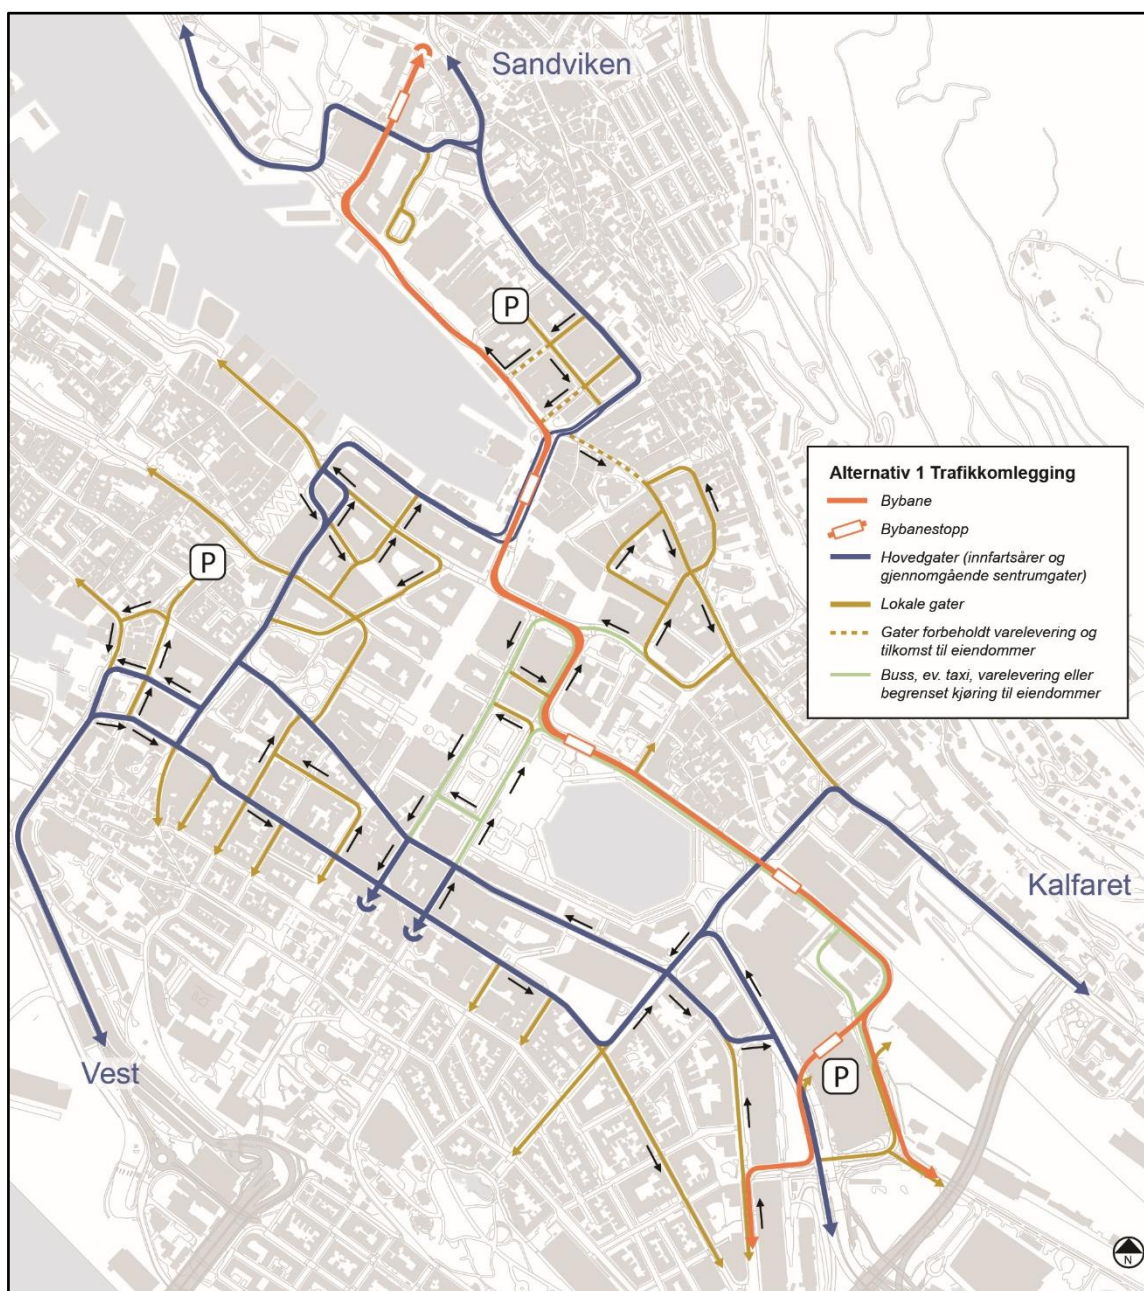 Sandviken
P
Alternativ 1 Trafikkomlegging
Bybane
Bybanestopp
Hovedgater (innfartsårer og
gjennomgående sentrumgater)
Lokale gater
Gater forbeholdt varelevering og
tilkomst til eiendommer
Buss, ev. taxi, varelevering eller
begrenset kjøring til eiendommer
P
Kalfaret
Vest
P
N